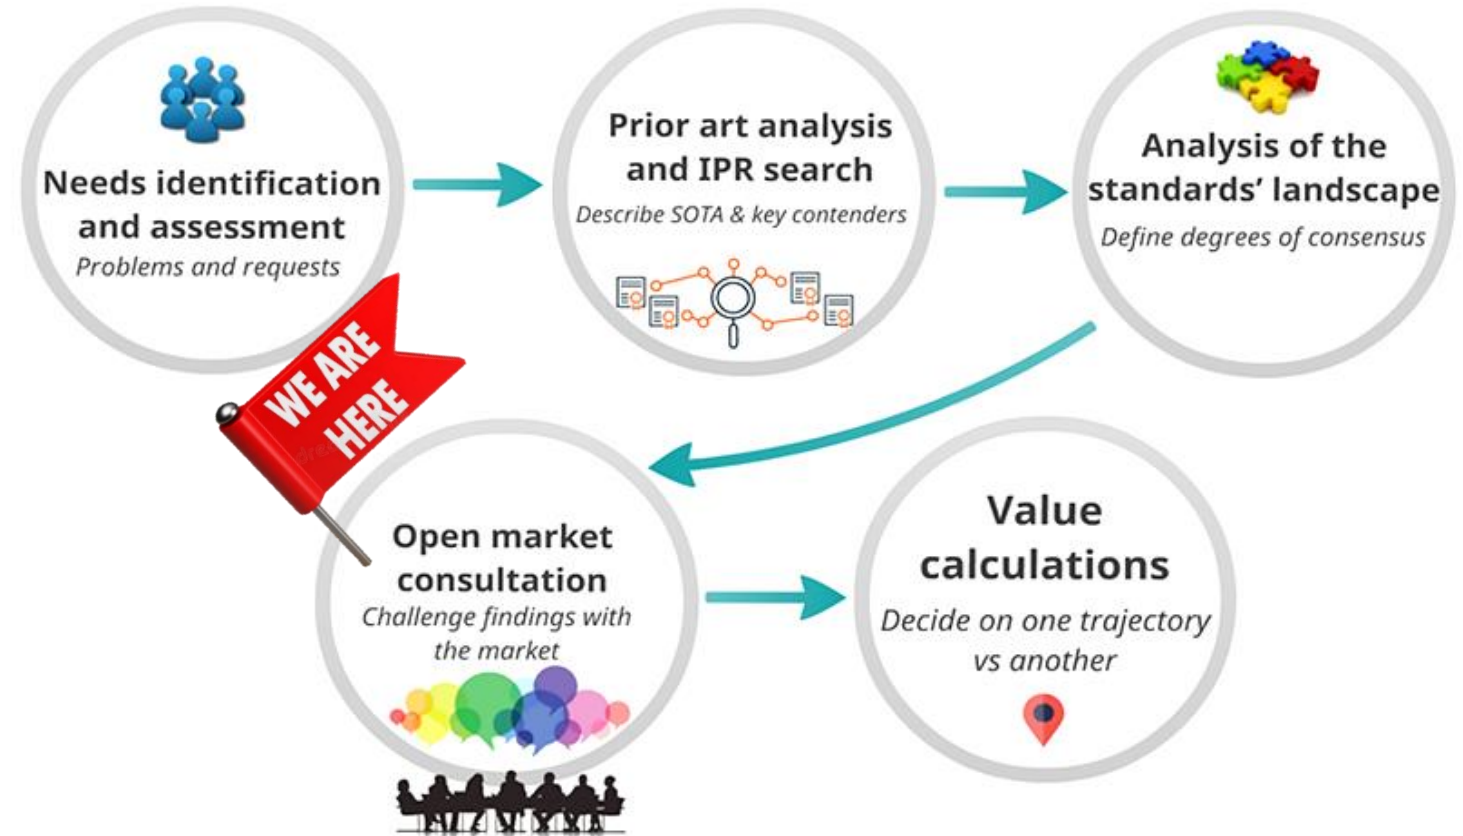 Needs identification
and assessment
Problems and requests
Prior art analysis
and IPR search
Describe SOTA & key contenders
Analysis of the
standards’ landscape
Define degrees of consensus
WE ARE
HERE
Open market
consultation
Challenge findings with
the market
Value
calculations
Decide on one trajectory
vs another